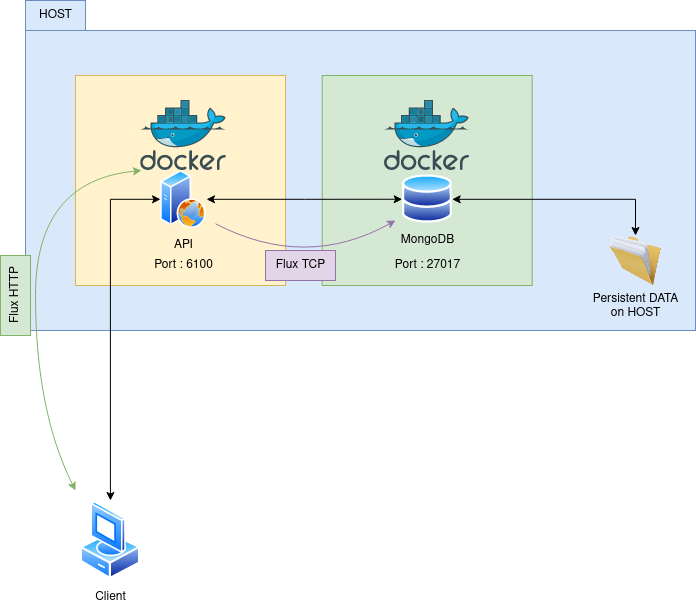 HOST
docker
docker
API
Port : 6100
MongoDB
Port : 27017
Flux TCP
Flux HTTP
Persistent DATA
on HOST
Client